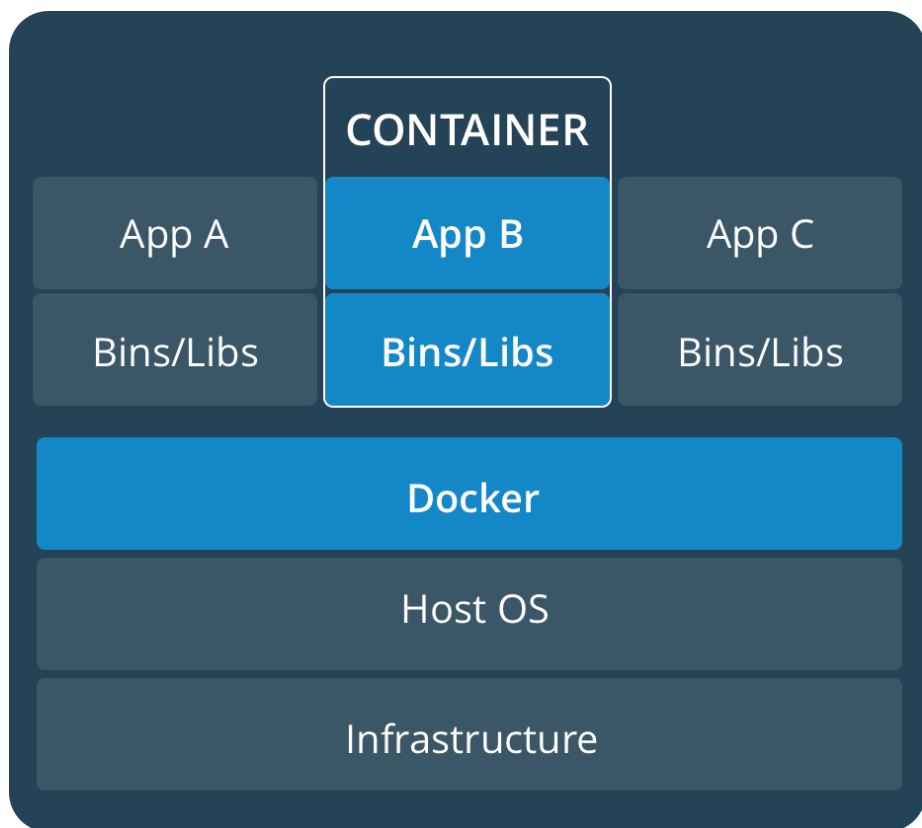 CONTAINER
App A App B App C
Bins/Libs Bins/Libs Bins/Libs
Docker
Host OS
Infrastructure